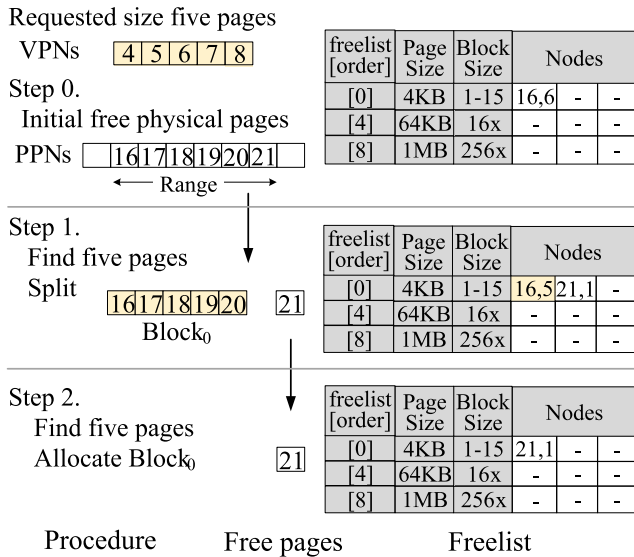 Requested size five pages
VPNs 4 5 6 7 8
Step 0.
Initial free physical pages
PPNs 16 17 18 19 20 21
Range
freelist [order] Page Size Block Size Nodes
[0] 4KB 1-15 16,6 - -
[4] 64KB 16x - - -
[8] 1MB 256x - - -
Step 1.
Find five pages
Split 16 17 18 19 20 21
Block0
freelist [order] Page Size Block Size Nodes
[0] 4KB 1-15 16,5 21,1 -
[4] 64KB 16x - - -
[8] 1MB 256x - - -
Step 2.
Find five pages
Allocate Block0 21
freelist [order] Page Size Block Size Nodes
[0] 4KB 1-15 21,1 - -
[4] 64KB 16x - - -
[8] 1MB 256x - - -
Procedure Free pages Freelist